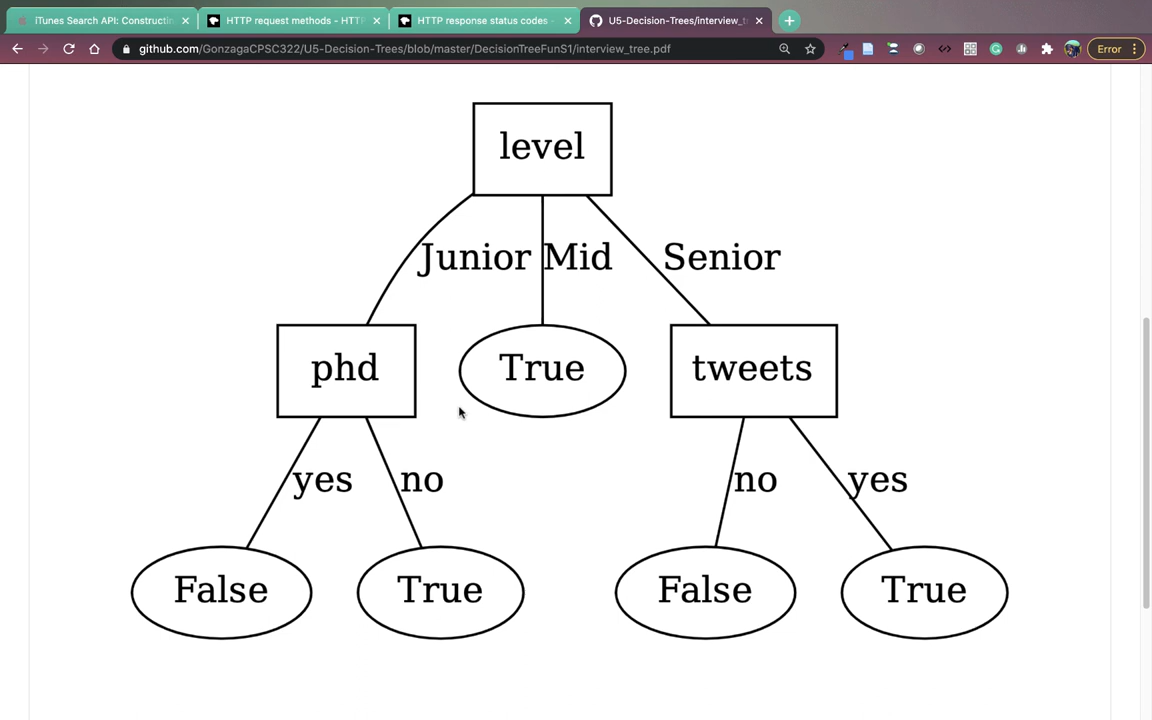 iTunes Search API: Constructin
HTTP request methods - HTTP
HTTP response status codes -
U5-Decision-Trees/interview_tr
github.com/GonzagaCPSC322/U5-Decision-Trees/blob/master/DecisionTreeFunS1/interview_tree.pdf
Error
level
Junior Mid Senior
phd True tweets
yes no no yes
False True False True